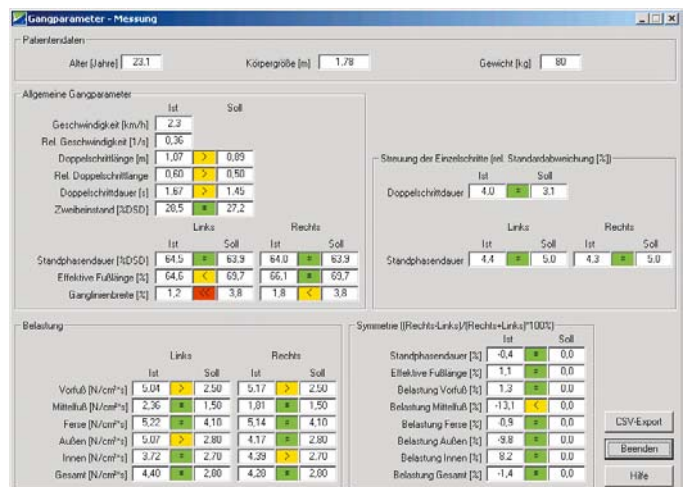 Gangparameter - Messung
Patientendaten
Alter [Jahre] 23.1 Körpergröße [m] 1.78 Gewicht [kg] 80
Allgemeine Gangparameter
Ist Soll
Geschwindigkeit [km/h] 2.3
Rel. Geschwindigkeit [1/s] 0,36
Doppelschrittlänge [m] 1,07 > 0,89
Rel. Doppelschrittlänge 0,60 > 0,50
Doppelschrittdauer [s] 1.67 > 1,45
Zweibeinstand [%DSD] 28,5 = 27,2
Links Rechts
Ist Soll Ist Soll
Standphasendauer [%DSD] 64,5 = 63,9 64,0 = 63,9
Effektive Fußlänge [%] 64,6 < 69,7 66,1 = 69,7
Ganglinienbreite [%] 1,2 << 3,8 1,8 < 3,8
Streuung der Einzelschritte (rel. Standardabweichung [%])
Ist Soll
Doppelschrittdauer 4,0 = 3.1
Links Rechts
Ist Soll Ist Soll
Standphasendauer 4,4 = 5.0 4,3 = 5.0
Belastung
Links Rechts
Ist Soll Ist Soll
Vorfuß [N/cm²*s] 5.04 > 2,50 5,17 > 2,50
Mittelfuß [N/cm²*s] 2,36 = 1,50 1,81 = 1,50
Ferse [N/cm²*s] 5,22 = 4,10 5,14 = 4,10
Außen [N/cm²*s] 5,07 > 2,80 4,17 = 2,80
Innen [N/cm²*s] 3.72 = 2.70 4,39 > 2,70
Gesamt [N/cm²*s] 4,40 = 2,80 4,28 = 2,80
Symmetrie ((Rechts-Links)/(Rechts+Links)*100%)
Ist Soll
Standphasendauer [%] -0,4 = 0,0
Effektive Fußlänge [%] 1,1 = 0,0
Belastung Vorfuß [%] 1,3 = 0,0
Belastung Mittelfuß [%] -13,1 < 0,0
Belastung Ferse [%] -0,9 = 0,0
Belastung Außen [%] -9.8 = 0,0
Belastung Innen [%] 8.2 = 0,0
Belastung Gesamt [%] -1,4 = 0,0
CSV-Export
Beenden
Hilfe